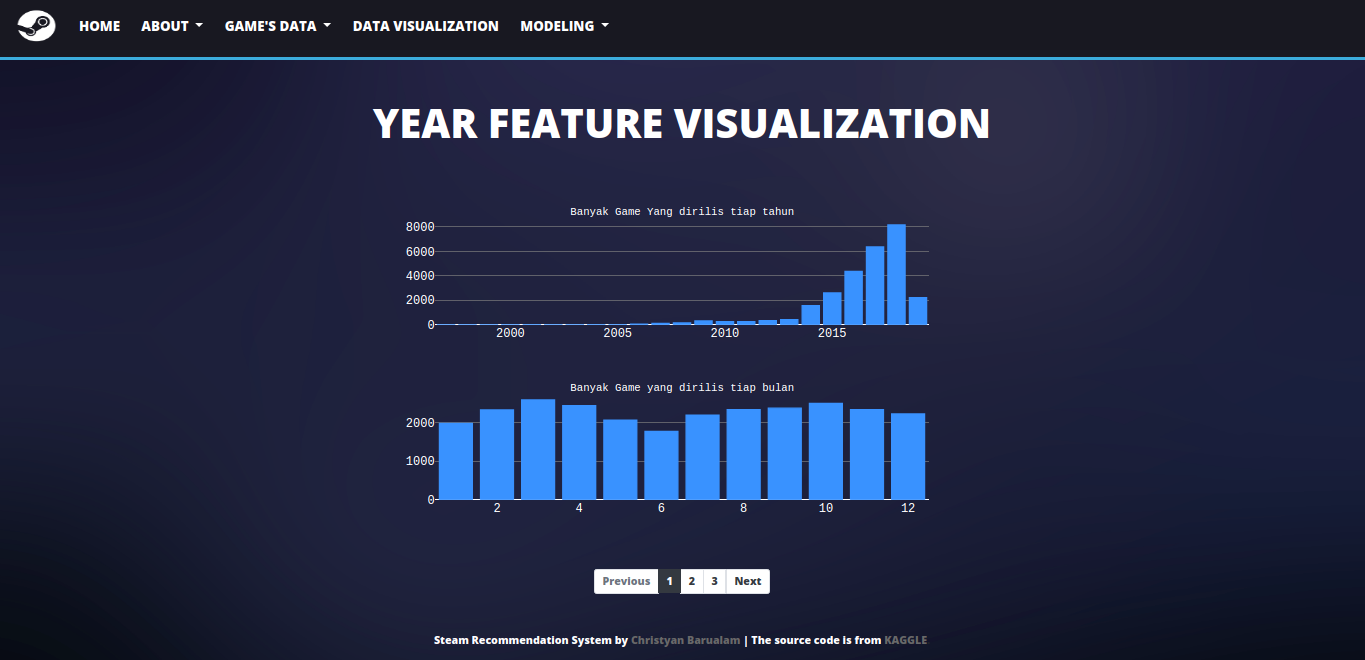 HOME ABOUT GAME'S DATA DATA VISUALIZATION MODELING
YEAR FEATURE VISUALIZATION
Banyak Game Yang dirilis tiap tahun
8000
6000
4000
2000
0
2000 2005 2010 2015
Banyak Game yang dirilis tiap bulan
2000
1000
0
2 4 6 8 10 12
Previous 1 2 3 Next
Steam Recommendation System by Christyan Barualam | The source code is from KAGGLE